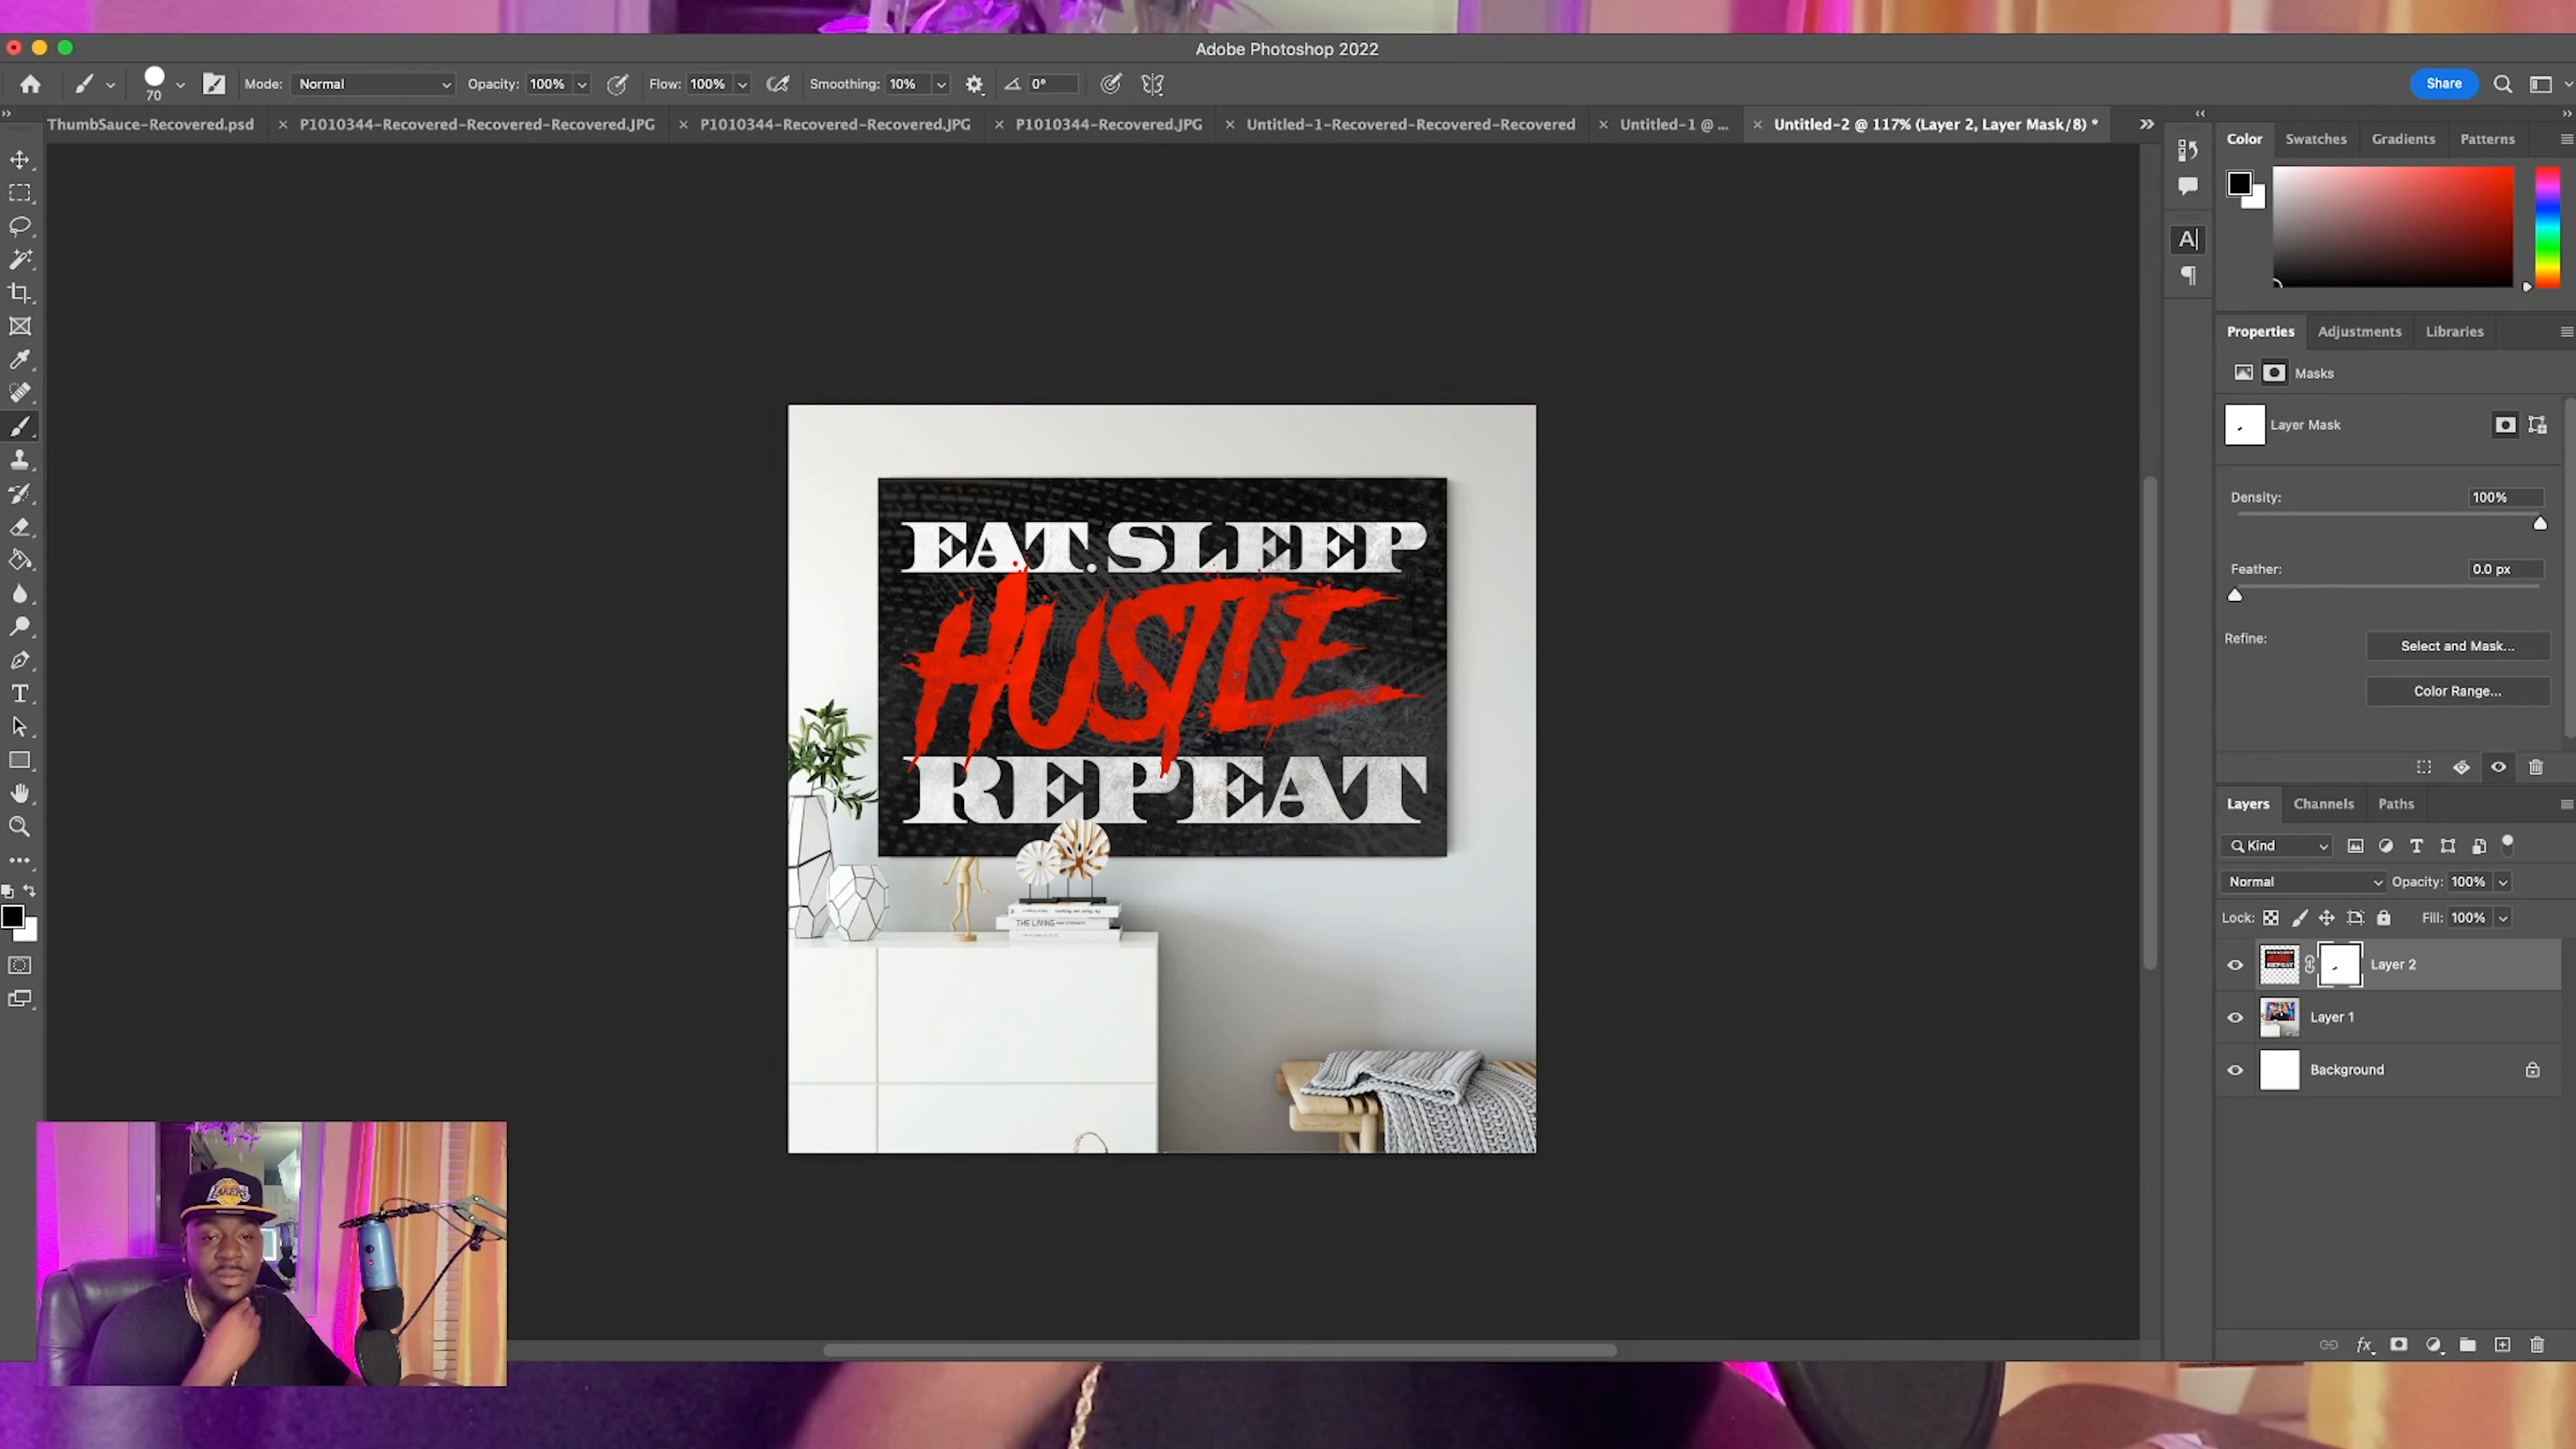 Adobe Photoshop 2022
70
Mode: Normal
Opacity: 100%
Flow: 100%
Smoothing: 10%
0°
Share
ThumbSauce-Recovered.psd
P1010344-Recovered-Recovered-Recovered.JPG
P1010344-Recovered-Recovered.JPG
P1010344-Recovered.JPG
Untitled-1-Recovered-Recovered-Recovered
Untitled-1 @ ...
Untitled-2 @ 117% (Layer 2, Layer Mask/8) *
Color
Swatches
Gradients
Patterns
Properties
Adjustments
Libraries
Masks
Layer Mask
Density:
100%
Feather:
0.0 px
Refine:
Select and Mask...
Color Range...
EAT.SLEEP
HUSTLE
REPEAT
THE LIVING
LAKERS
Layers
Channels
Paths
Kind
Normal
Opacity: 100%
Lock:
Fill: 100%
Layer 2
Layer 1
Background